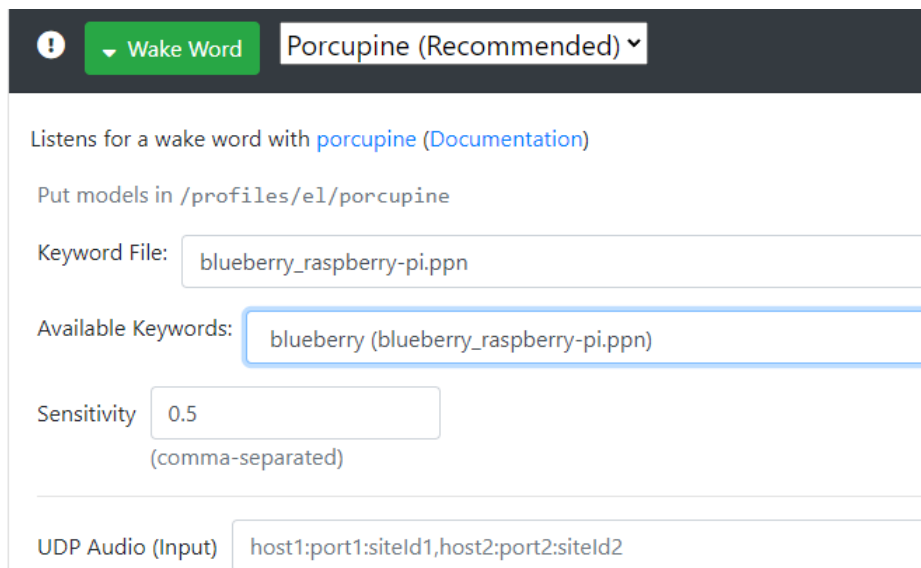 Wake Word Porcupine (Recommended)
Listens for a wake word with porcupine (Documentation)
Put models in /profiles/el/porcupine
Keyword File: blueberry_raspberry-pi.ppn
Available Keywords: blueberry (blueberry_raspberry-pi.ppn)
Sensitivity 0.5
(comma-separated)
UDP Audio (Input) host1:port1:siteId1,host2:port2:siteId2